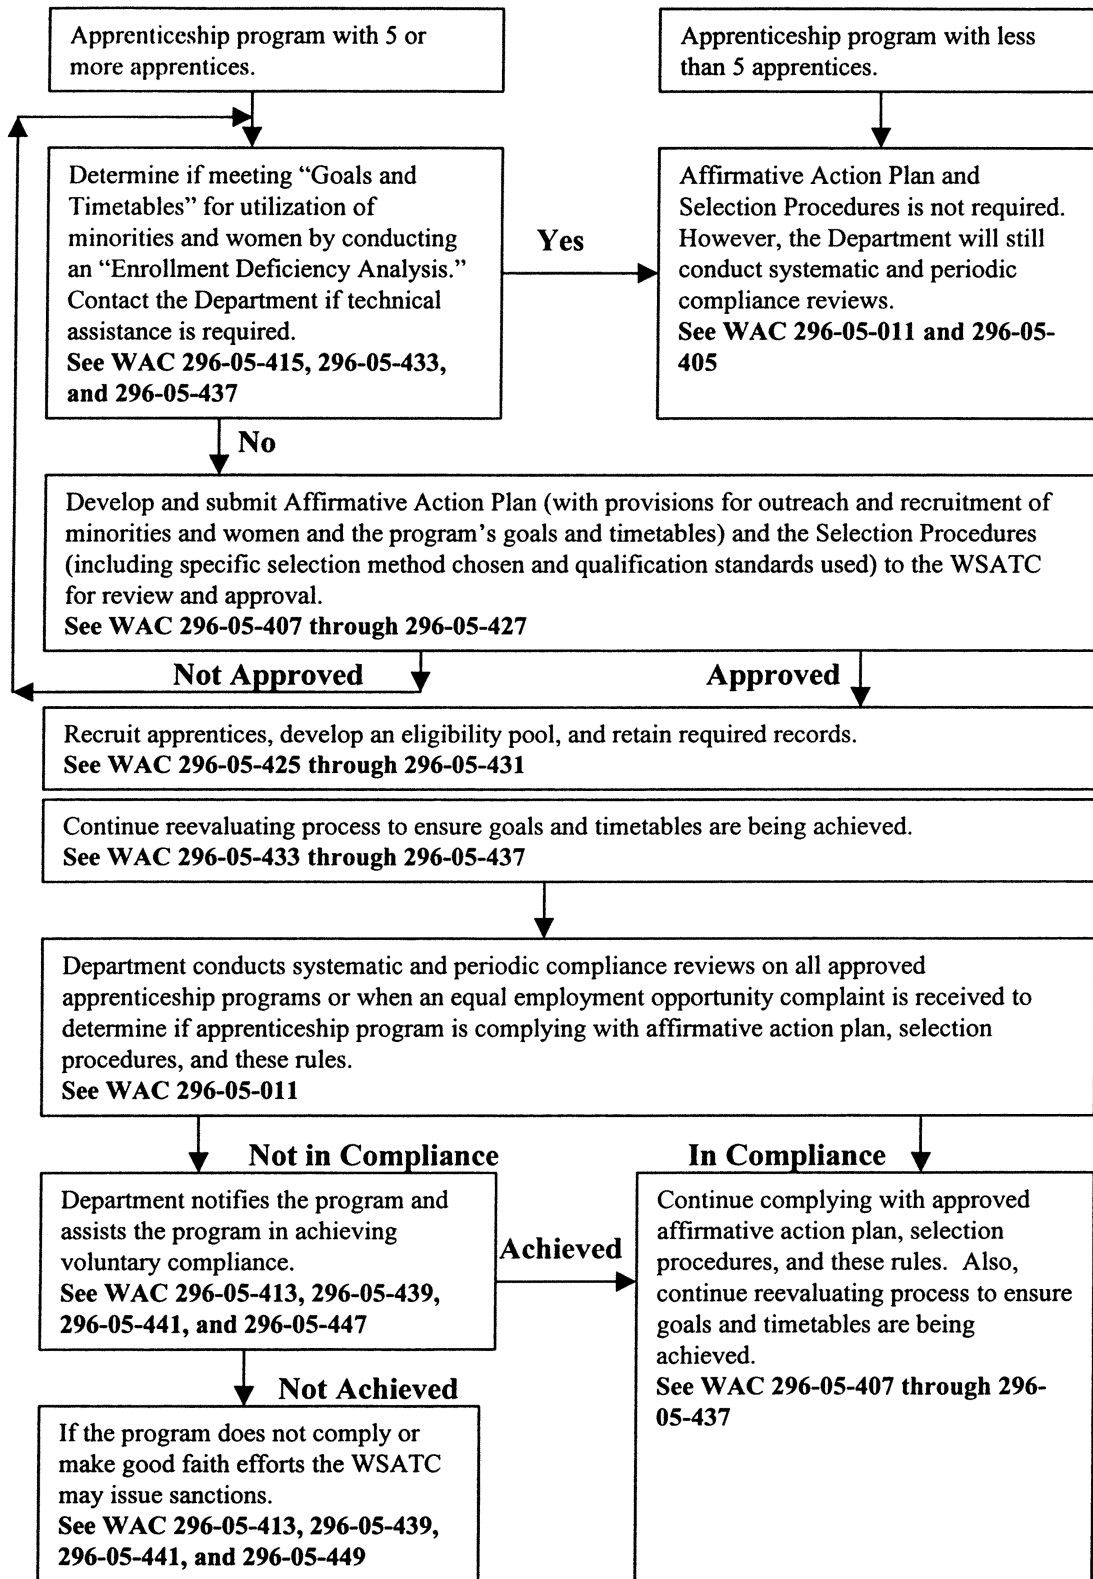 Apprenticeship program with 5 or
more apprentices.
Apprenticeship program with less
than 5 apprentices.
Determine if meeting “Goals and
Timetables” for utilization of
minorities and women by conducting
an “Enrollment Deficiency Analysis.”
Contact the Department if technical
assistance is required.
See WAC 296-05-415, 296-05-433,
and 296-05-437
Yes
Affirmative Action Plan and
Selection Procedures is not required.
However, the Department will still
conduct systematic and periodic
compliance reviews.
See WAC 296-05-011 and 296-05-
405
No
Develop and submit Affirmative Action Plan (with provisions for outreach and recruitment of
minorities and women and the program’s goals and timetables) and the Selection Procedures
(including specific selection method chosen and qualification standards used) to the WSATC
for review and approval.
See WAC 296-05-407 through 296-05-427
Not Approved
Approved
Recruit apprentices, develop an eligibility pool, and retain required records.
See WAC 296-05-425 through 296-05-431
Continue reevaluating process to ensure goals and timetables are being achieved.
See WAC 296-05-433 through 296-05-437
Department conducts systematic and periodic compliance reviews on all approved
apprenticeship programs or when an equal employment opportunity complaint is received to
determine if apprenticeship program is complying with affirmative action plan, selection
procedures, and these rules.
See WAC 296-05-011
Not in Compliance
In Compliance
Department notifies the program and
assists the program in achieving
voluntary compliance.
See WAC 296-05-413, 296-05-439,
296-05-441, and 296-05-447
Achieved
Continue complying with approved
affirmative action plan, selection
procedures, and these rules. Also,
continue reevaluating process to ensure
goals and timetables are being
achieved.
See WAC 296-05-407 through 296-
05-437
Not Achieved
If the program does not comply or
make good faith efforts the WSATC
may issue sanctions.
See WAC 296-05-413, 296-05-439,
296-05-441, and 296-05-449